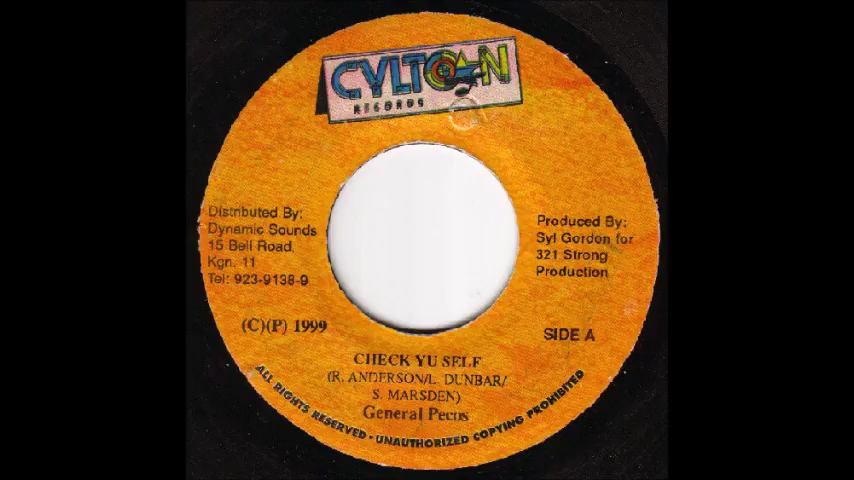 CYLTON
RECORDS
Distributed By:
Dynamic Sounds
15 Bell Road,
Kgn. 11
Tel: 923-9138-9
Produced By:
Syl Gordon for
321 Strong
Production
(C)(P) 1999
SIDE A
CHECK YU SELF
(R. ANDERSON/L. DUNBAR/
S. MARSDEN)
General Pecos
ALL RIGHTS RESERVED • UNAUTHORIZED COPYING PROHIBITED